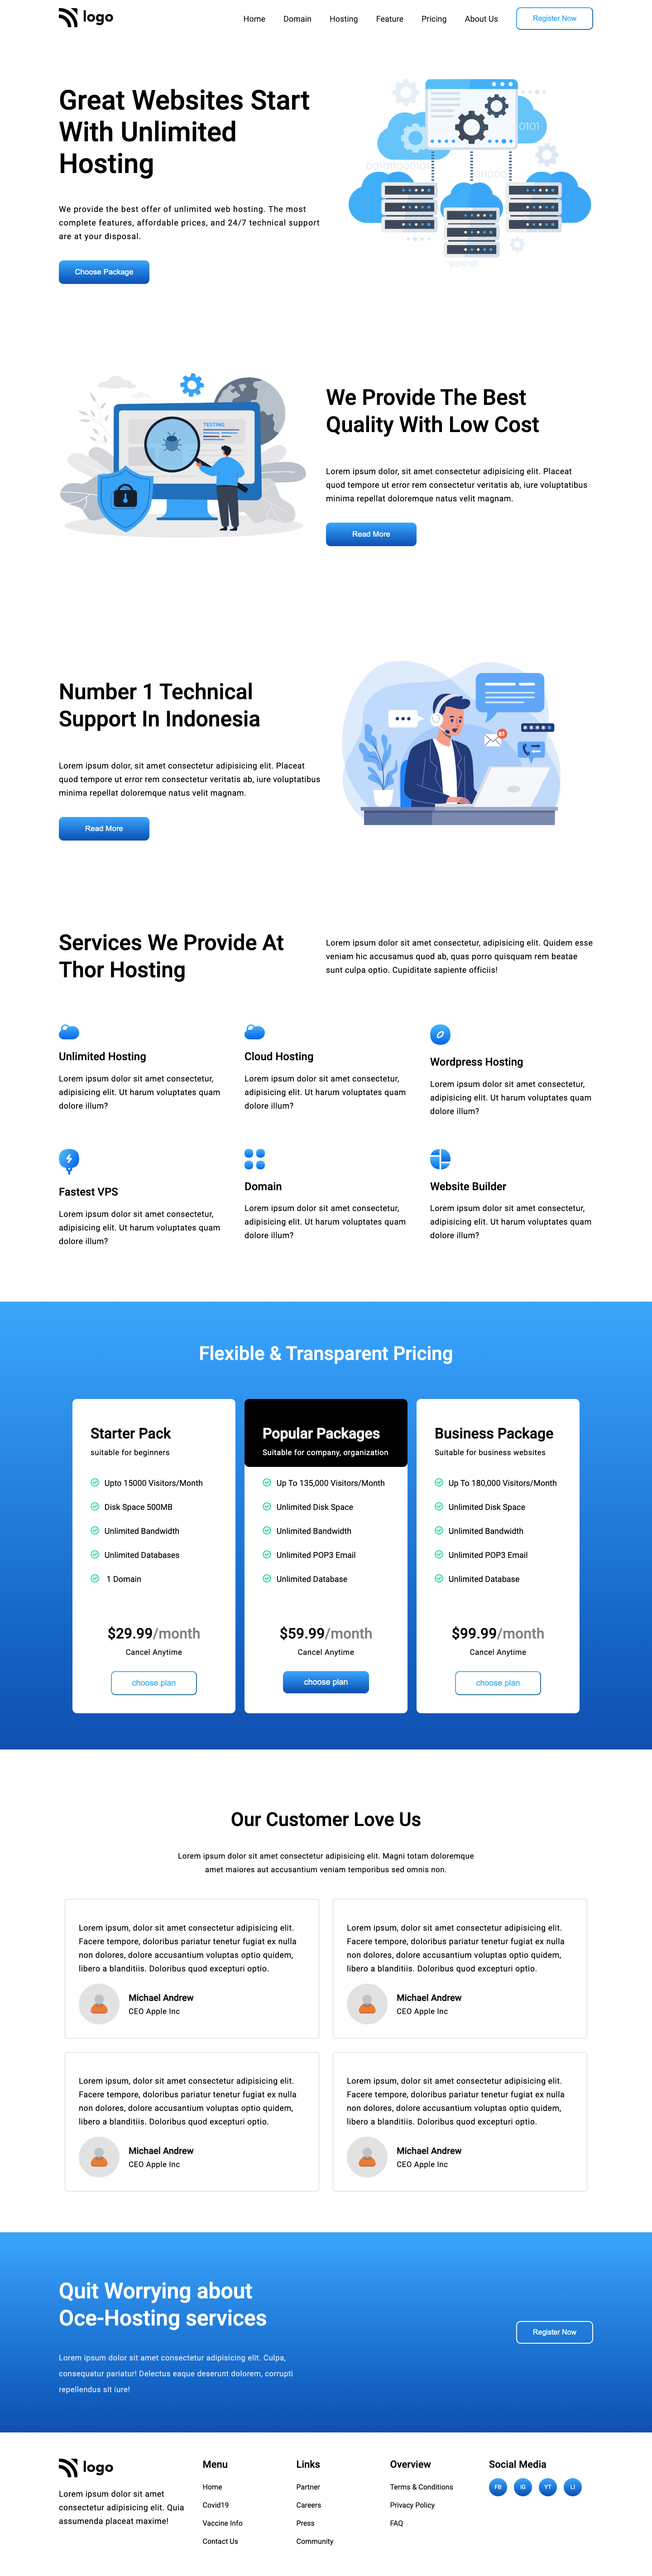 logo
Home Domain Hosting Feature Pricing About Us Register Now
Great Websites Start
With Unlimited
Hosting
We provide the best offer of unlimited web hosting. The most
complete features, affordable prices, and 24/7 technical support
are at your disposal.
Choose Package
TESTING
We Provide The Best
Quality With Low Cost
Lorem ipsum dolor, sit amet consectetur adipisicing elit. Placeat
quod tempore ut error rem consectetur veritatis ab, iure voluptatibus
minima repellat doloremque natus velit magnam.
Read More
Number 1 Technical
Support In Indonesia
Lorem ipsum dolor, sit amet consectetur adipisicing elit. Placeat
quod tempore ut error rem consectetur veritatis ab, iure voluptatibus
minima repellat doloremque natus velit magnam.
Read More
Services We Provide At
Thor Hosting
Lorem ipsum dolor sit amet consectetur, adipisicing elit. Quidem esse
veniam hic accusamus quod ab, quas porro quisquam rem beatae
sunt culpa optio. Cupiditate sapiente officiis!
Unlimited Hosting
Lorem ipsum dolor sit amet consectetur,
adipisicing elit. Ut harum voluptates quam
dolore illum?
Cloud Hosting
Lorem ipsum dolor sit amet consectetur,
adipisicing elit. Ut harum voluptates quam
dolore illum?
Wordpress Hosting
Lorem ipsum dolor sit amet consectetur,
adipisicing elit. Ut harum voluptates quam
dolore illum?
Fastest VPS
Lorem ipsum dolor sit amet consectetur,
adipisicing elit. Ut harum voluptates quam
dolore illum?
Domain
Lorem ipsum dolor sit amet consectetur,
adipisicing elit. Ut harum voluptates quam
dolore illum?
Website Builder
Lorem ipsum dolor sit amet consectetur,
adipisicing elit. Ut harum voluptates quam
dolore illum?
Flexible & Transparent Pricing
Starter Pack
suitable for beginners
Upto 15000 Visitors/Month
Disk Space 500MB
Unlimited Bandwidth
Unlimited Databases
1 Domain
$29.99/month
Cancel Anytime
choose plan
Popular Packages
Suitable for company, organization
Up To 135,000 Visitors/Month
Unlimited Disk Space
Unlimited Bandwidth
Unlimited POP3 Email
Unlimited Database
$59.99/month
Cancel Anytime
choose plan
Business Package
Suitable for business websites
Up To 180,000 Visitors/Month
Unlimited Disk Space
Unlimited Bandwidth
Unlimited POP3 Email
Unlimited Database
$99.99/month
Cancel Anytime
choose plan
Our Customer Love Us
Lorem ipsum dolor sit amet consectetur adipisicing elit. Magni totam doloremque
amet maiores aut accusantium veniam temporibus sed omnis non.
Lorem ipsum, dolor sit amet consectetur adipisicing elit.
Facere tempore, doloribus pariatur tenetur fugiat ex nulla
non dolores, dolore accusantium voluptas optio quidem,
libero a blanditiis. Doloribus quod excepturi optio.
Michael Andrew
CEO Apple Inc
Lorem ipsum, dolor sit amet consectetur adipisicing elit.
Facere tempore, doloribus pariatur tenetur fugiat ex nulla
non dolores, dolore accusantium voluptas optio quidem,
libero a blanditiis. Doloribus quod excepturi optio.
Michael Andrew
CEO Apple Inc
Lorem ipsum, dolor sit amet consectetur adipisicing elit.
Facere tempore, doloribus pariatur tenetur fugiat ex nulla
non dolores, dolore accusantium voluptas optio quidem,
libero a blanditiis. Doloribus quod excepturi optio.
Michael Andrew
CEO Apple Inc
Lorem ipsum, dolor sit amet consectetur adipisicing elit.
Facere tempore, doloribus pariatur tenetur fugiat ex nulla
non dolores, dolore accusantium voluptas optio quidem,
libero a blanditiis. Doloribus quod excepturi optio.
Michael Andrew
CEO Apple Inc
Quit Worrying about
Oce-Hosting services
Lorem ipsum dolor sit amet consectetur adipisicing elit. Culpa,
consequatur pariatur! Delectus eaque deserunt dolorem, corrupti
repellendus sit iure!
Register Now
logo
Lorem ipsum dolor sit amet
consectetur adipisicing elit. Quia
assumenda placeat maxime!
Menu
Home
Covid19
Vaccine Info
Contact Us
Links
Partner
Careers
Press
Community
Overview
Terms & Conditions
Privacy Policy
FAQ
Social Media
FB IG YT LI